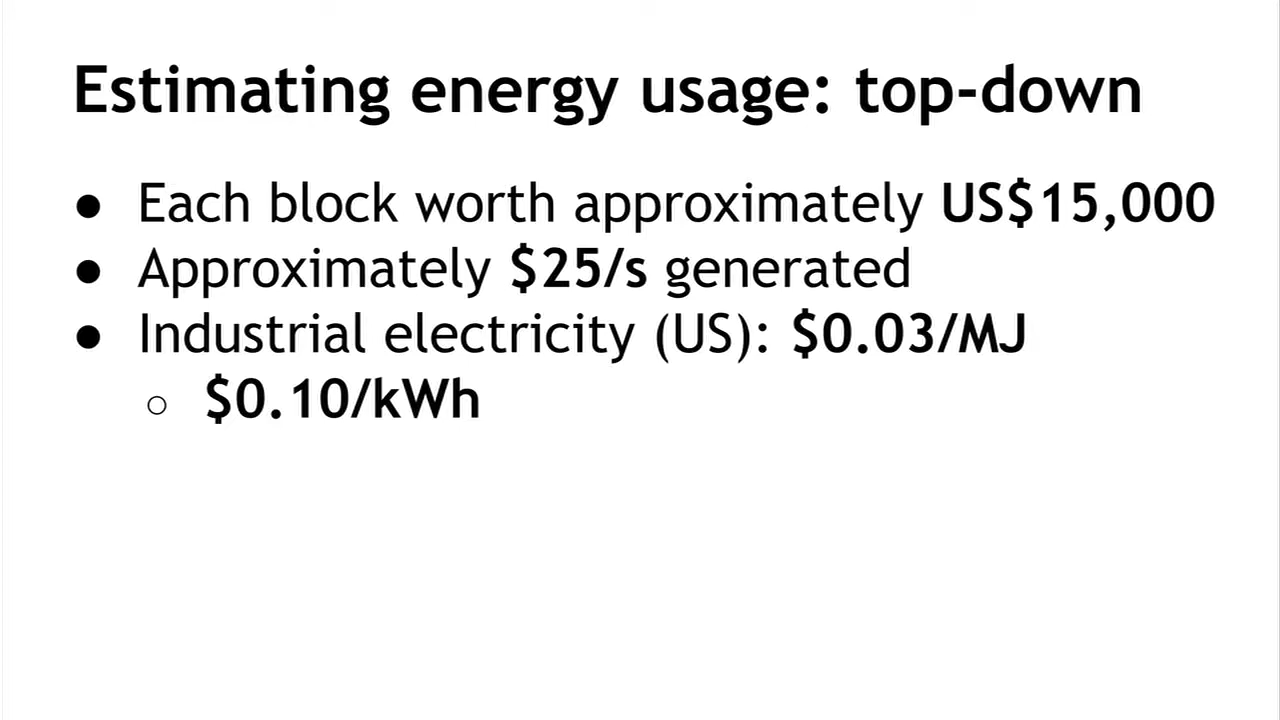 Estimating energy usage: top-down
● Each block worth approximately US$15,000
● Approximately $25/s generated
● Industrial electricity (US): $0.03/MJ
○ $0.10/kWh